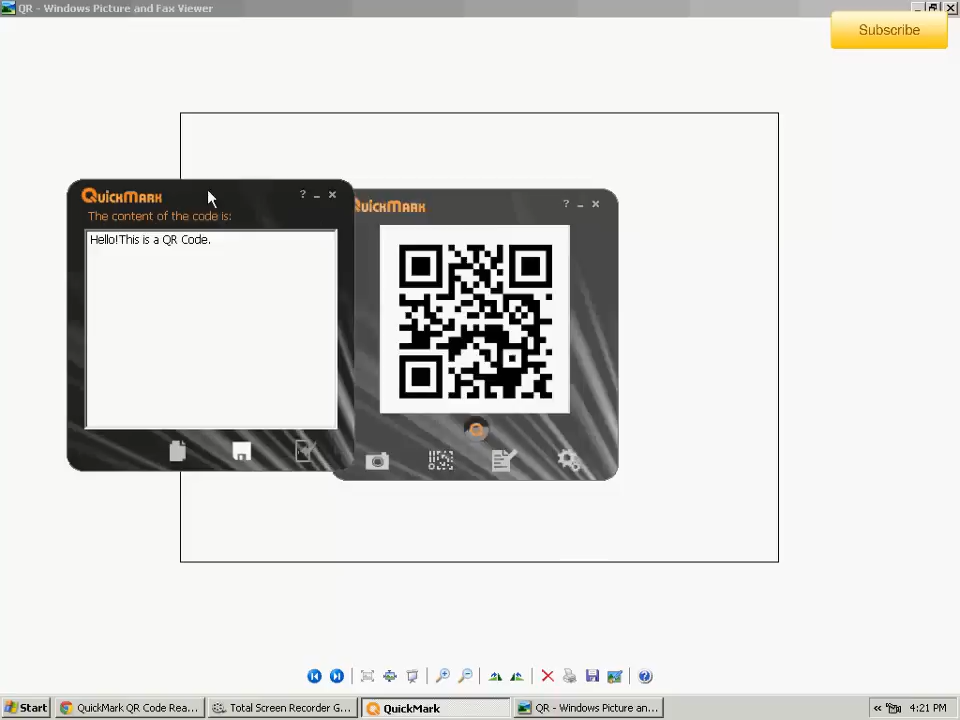 QR - Windows Picture and Fax Viewer
Subscribe
QuickMark
The content of the code is:
Hello!This is a QR Code.
QuickMark
Start
QuickMark QR Code Rea...
Total Screen Recorder G...
QuickMark
QR - Windows Picture an...
4:21 PM